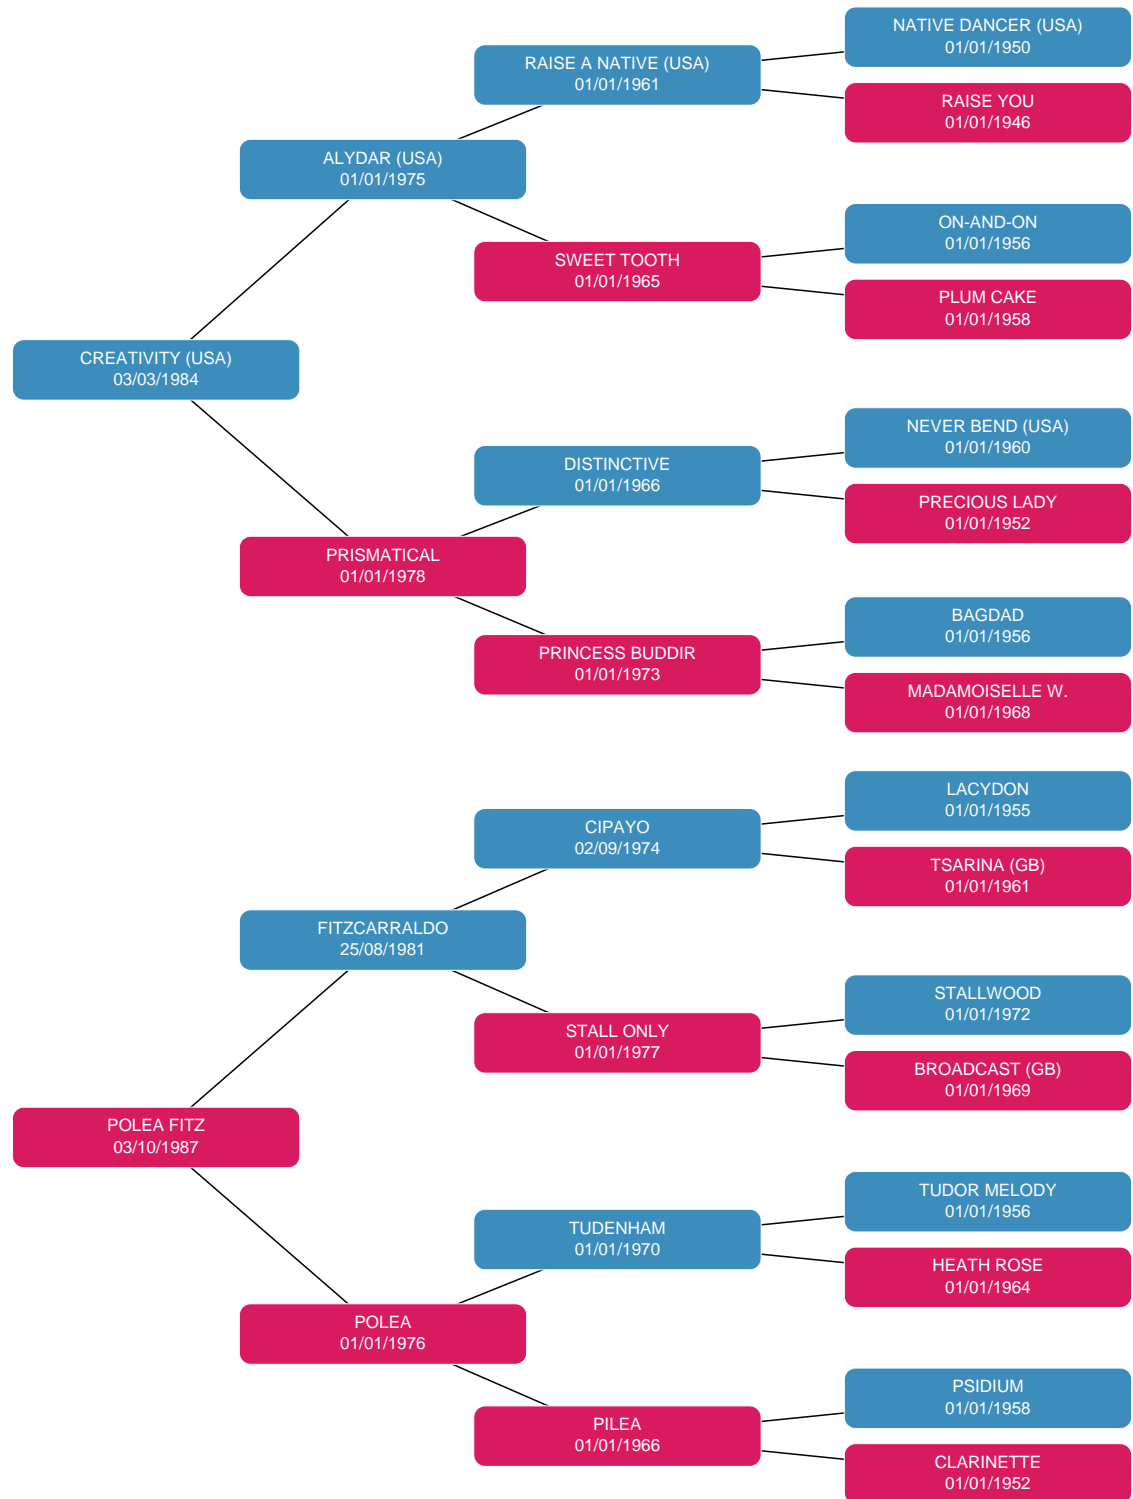 NATIVE DANCER (USA)
01/01/1950
RAISE A NATIVE (USA)
01/01/1961
RAISE YOU
01/01/1946
ALYDAR (USA)
01/01/1975
ON-AND-ON
01/01/1956
SWEET TOOTH
01/01/1965
PLUM CAKE
01/01/1958
CREATIVITY (USA)
03/03/1984
NEVER BEND (USA)
01/01/1960
DISTINCTIVE
01/01/1966
PRECIOUS LADY
01/01/1952
PRISMATICAL
01/01/1978
BAGDAD
01/01/1956
PRINCESS BUDDIR
01/01/1973
MADAMOISELLE W.
01/01/1968
LACYDON
01/01/1955
CIPAYO
02/09/1974
TSARINA (GB)
01/01/1961
FITZCARRALDO
25/08/1981
STALLWOOD
01/01/1972
STALL ONLY
01/01/1977
BROADCAST (GB)
01/01/1969
POLEA FITZ
03/10/1987
TUDOR MELODY
01/01/1956
TUDENHAM
01/01/1970
HEATH ROSE
01/01/1964
POLEA
01/01/1976
PSIDIUM
01/01/1958
PILEA
01/01/1966
CLARINETTE
01/01/1952